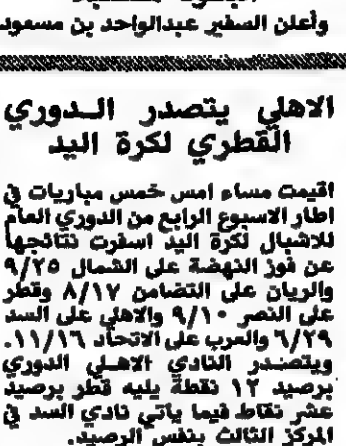 وأعلن السفير عبدالواحد بن مسعود
الاهلي يتصدر الـدوري
القطري لكرة اليد
اقيمت مساء امس خمس مباريات في
اطار الاسبوع الرابع من الدوري العام
للاشبال لكرة اليد اسفرت نتائجها
عن فوز النهضة على الشمال ٩/٢٥
والريان على التضامن ٨/١٧ وقطر
على النصر ٩/١٠ والاهلي على السد
٦/٢٩ والعرب على الاتحاد ١١/١٦.
ويتصدر النادي الاهـلي الدوري
برصيد ١٢ نقطة يليه قطر برصيد
عشر نقاط فيما ياتي نادي السد في
المركز الثالث بنفس الرصيد.